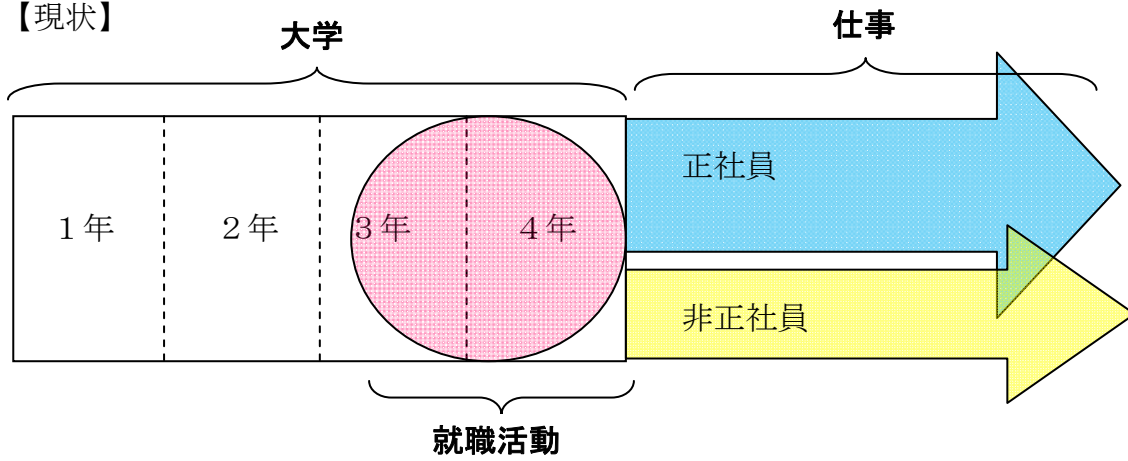 【現状】
大学
仕事
正社員
１年
２年
３年
４年
非正社員
就職活動